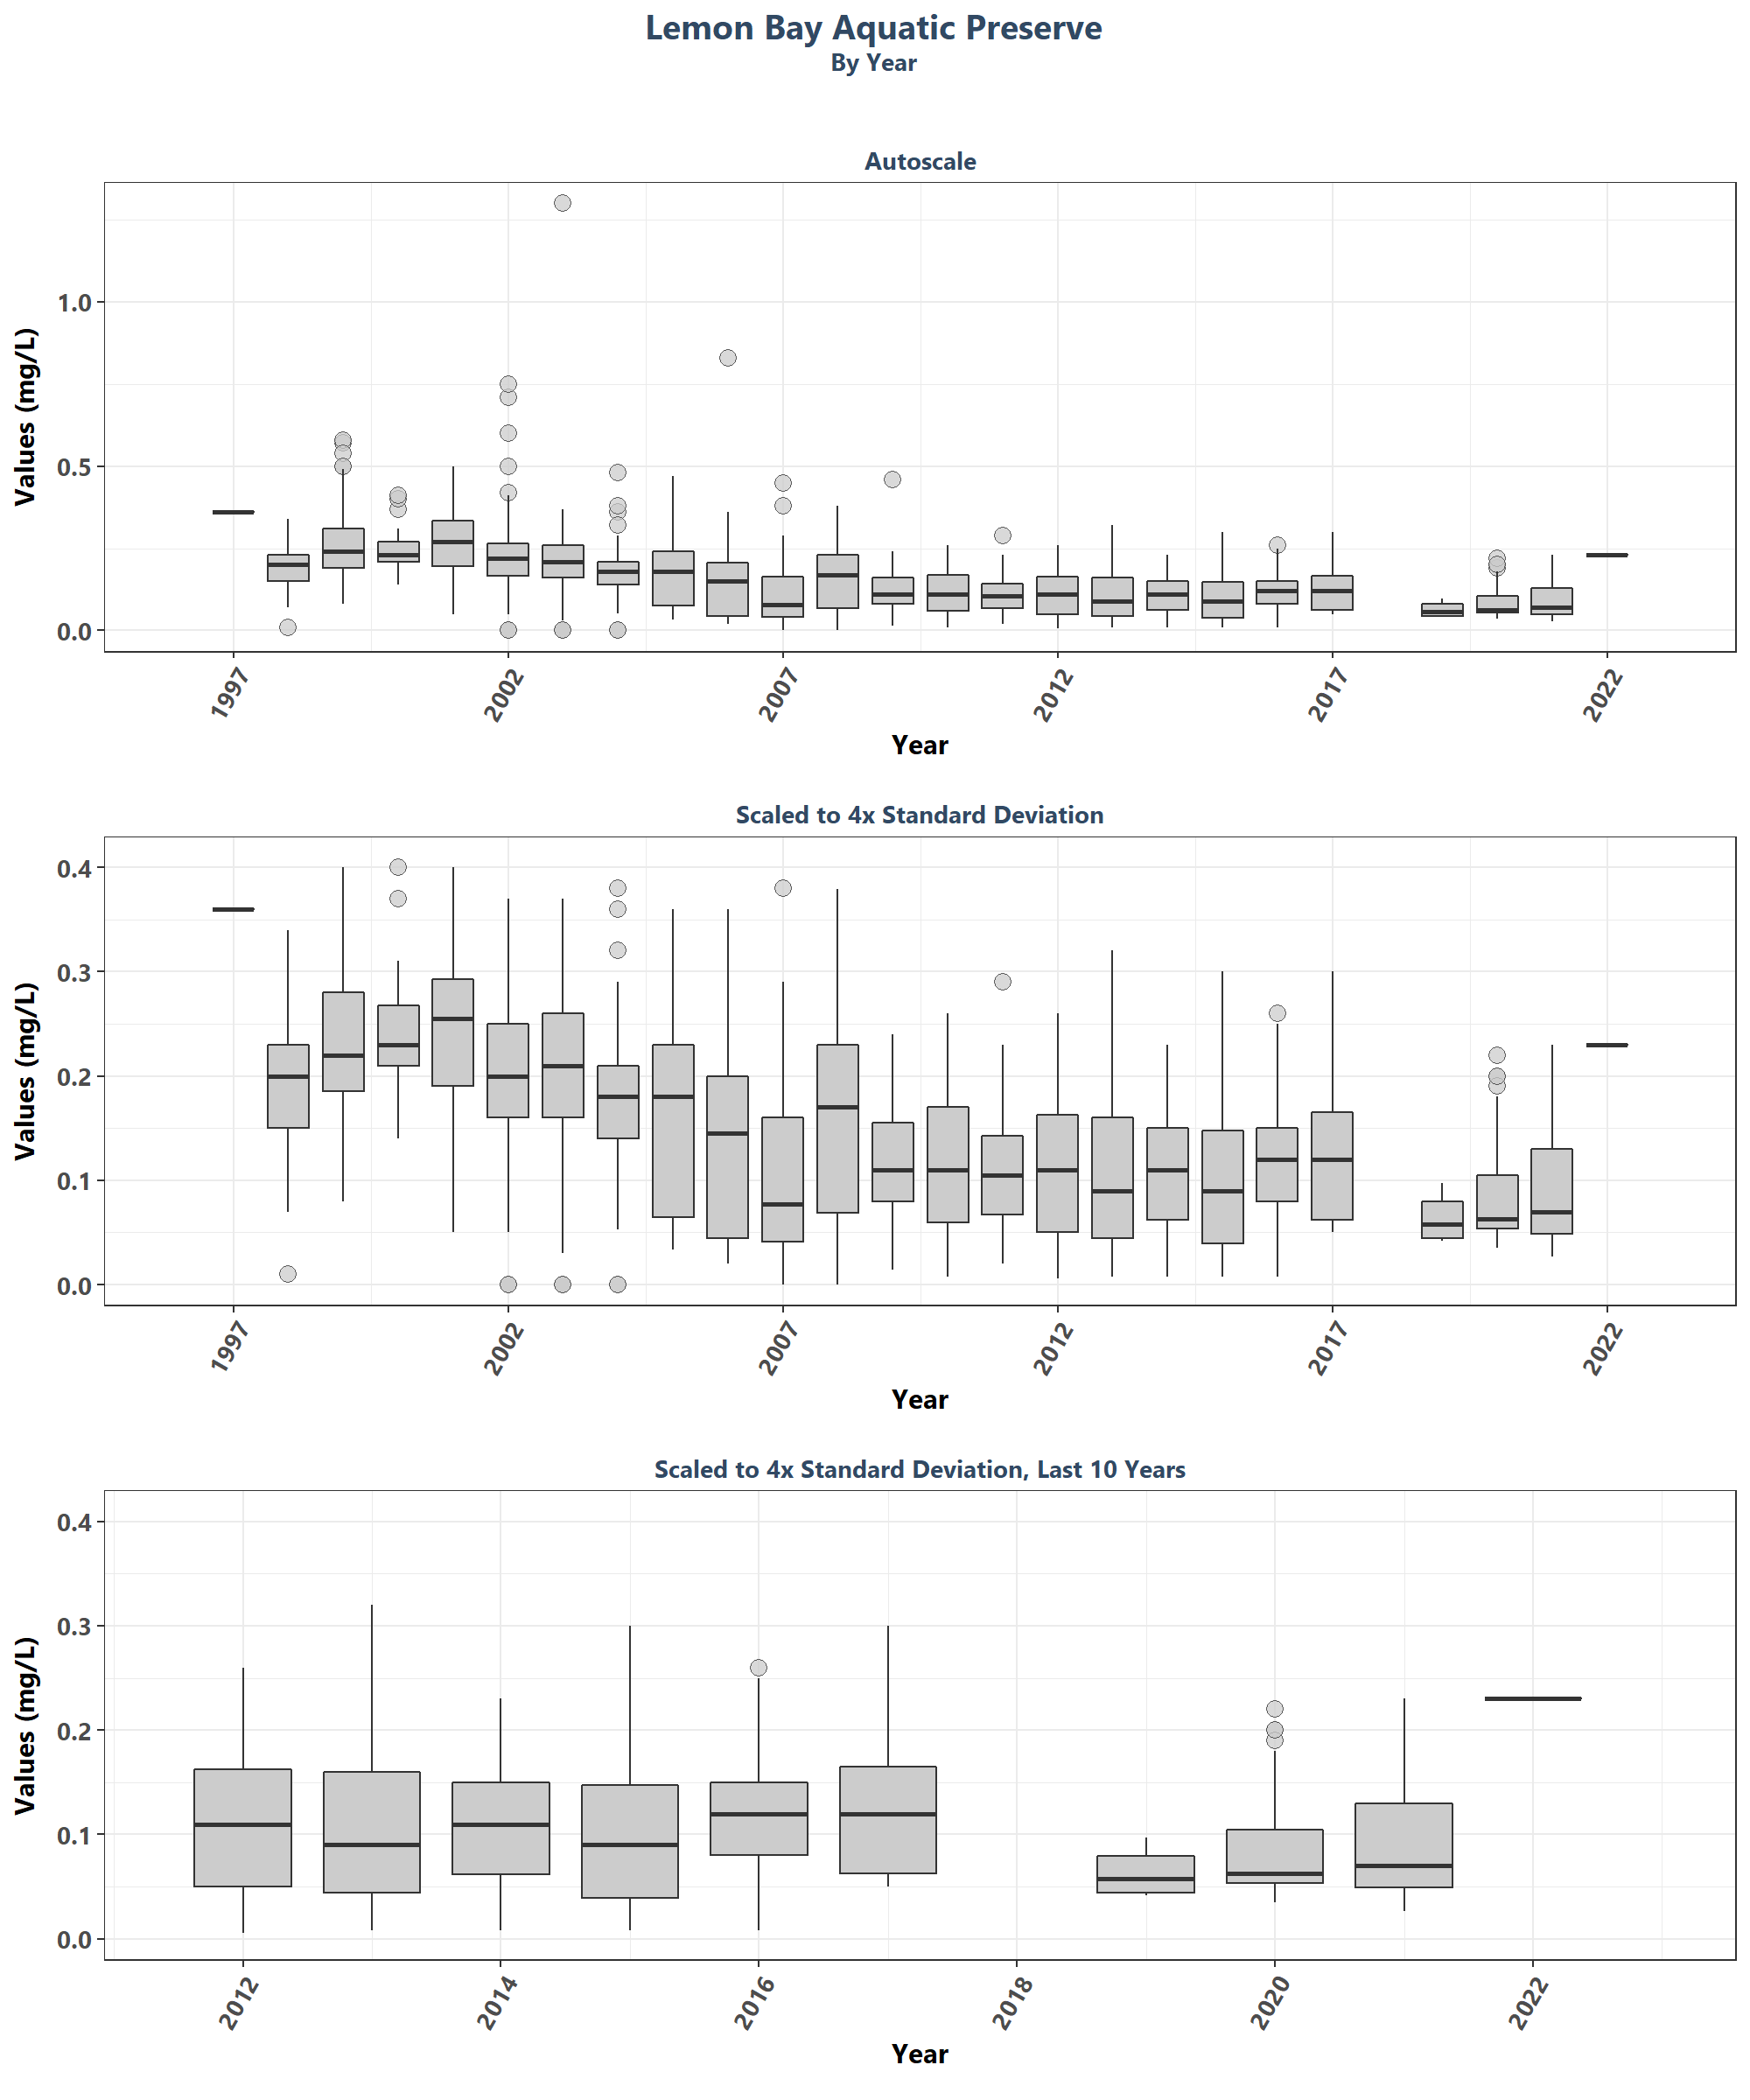 Lemon Bay Aquatic Preserve
By Year
Autoscale
Values (mg/L)
1.0
0.5
0.0
1997 2002 2007 2012 2017 2022
Year
Scaled to 4x Standard Deviation
Values (mg/L)
0.4
0.3
0.2
0.1
0.0
1997 2002 2007 2012 2017 2022
Year
Scaled to 4x Standard Deviation, Last 10 Years
Values (mg/L)
0.4
0.3
0.2
0.1
0.0
2012 2014 2016 2018 2020 2022
Year